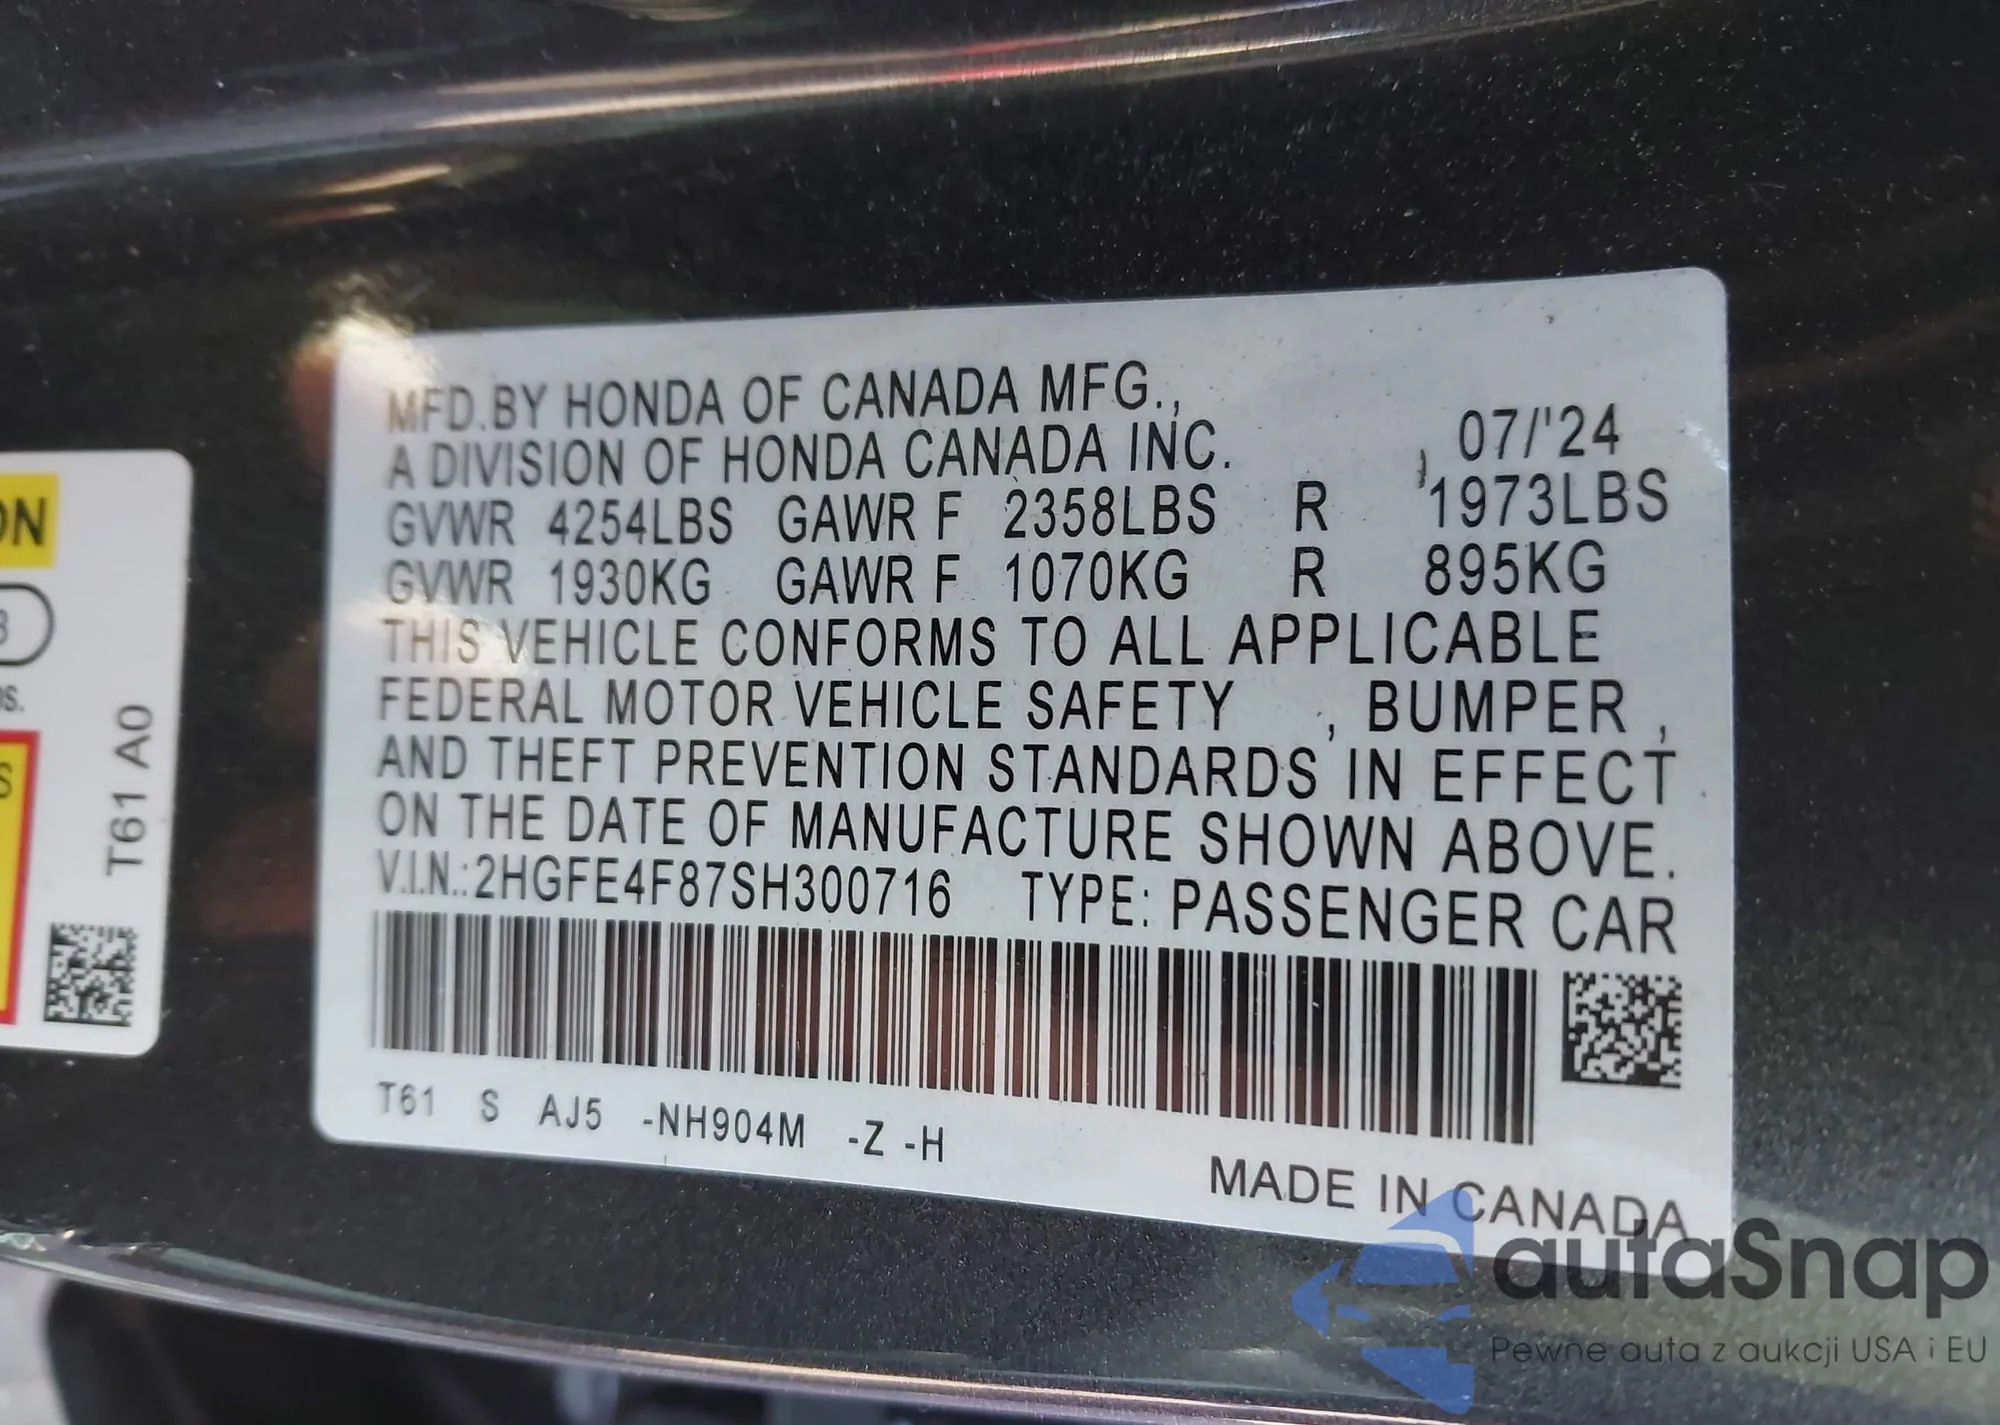 MFD.BY HONDA OF CANADA MFG.,
A DIVISION OF HONDA CANADA INC. 07/'24
GVWR 4254LBS GAWR F 2358LBS R 1973LBS
GVWR 1930KG GAWR F 1070KG R 895KG
THIS VEHICLE CONFORMS TO ALL APPLICABLE
FEDERAL MOTOR VEHICLE SAFETY , BUMPER ,
AND THEFT PREVENTION STANDARDS IN EFFECT
ON THE DATE OF MANUFACTURE SHOWN ABOVE.
V.I.N.:2HGFE4F87SH300716 TYPE: PASSENGER CAR
T61 S AJ5 -NH904M -Z -H
MADE IN CANADA
T61 A0
autaSnap
Pewne auta z aukcji USA i EU